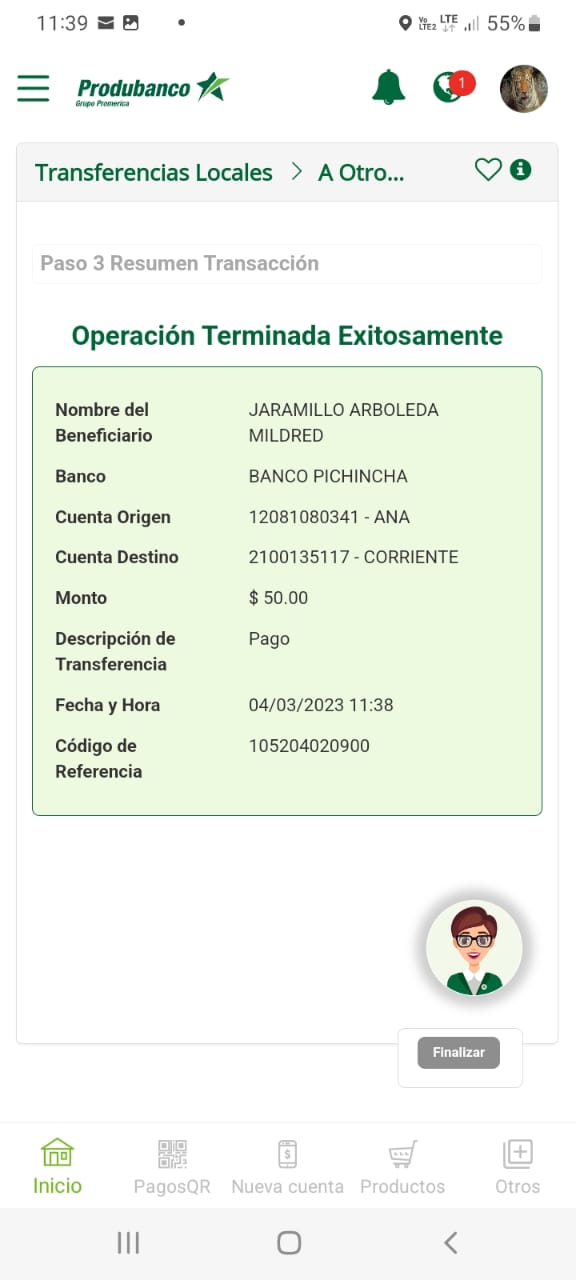 11:39
Vo LTE2 LTE 55%
Produbanco
Grupo Promerica
1
Transferencias Locales > A Otro...
Paso 3 Resumen Transacción
Operación Terminada Exitosamente
Nombre del Beneficiario JARAMILLO ARBOLEDA MILDRED
Banco BANCO PICHINCHA
Cuenta Origen 12081080341 - ANA
Cuenta Destino 2100135117 - CORRIENTE
Monto $ 50.00
Descripción de Transferencia Pago
Fecha y Hora 04/03/2023 11:38
Código de Referencia 105204020900
Finalizar
Inicio PagosQR Nueva cuenta Productos Otros